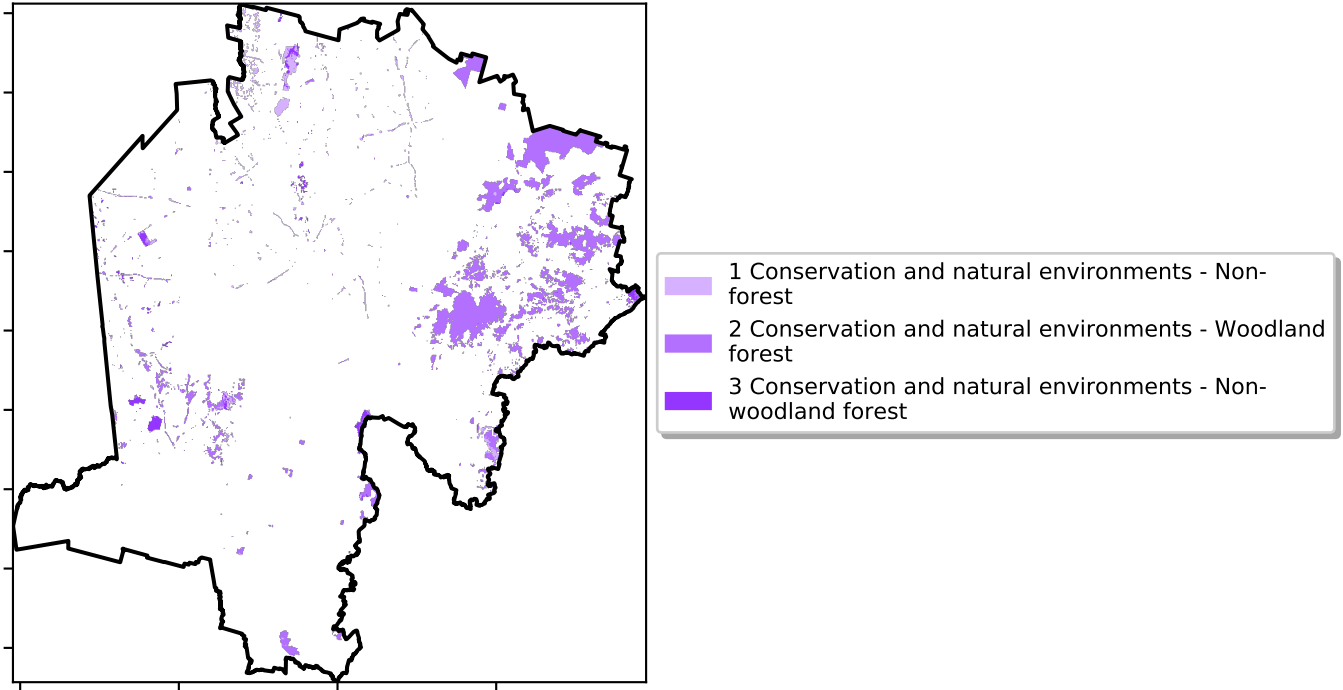 1 Conservation and natural environments - Non-
forest
2 Conservation and natural environments - Woodland
forest
3 Conservation and natural environments - Non-
woodland forest